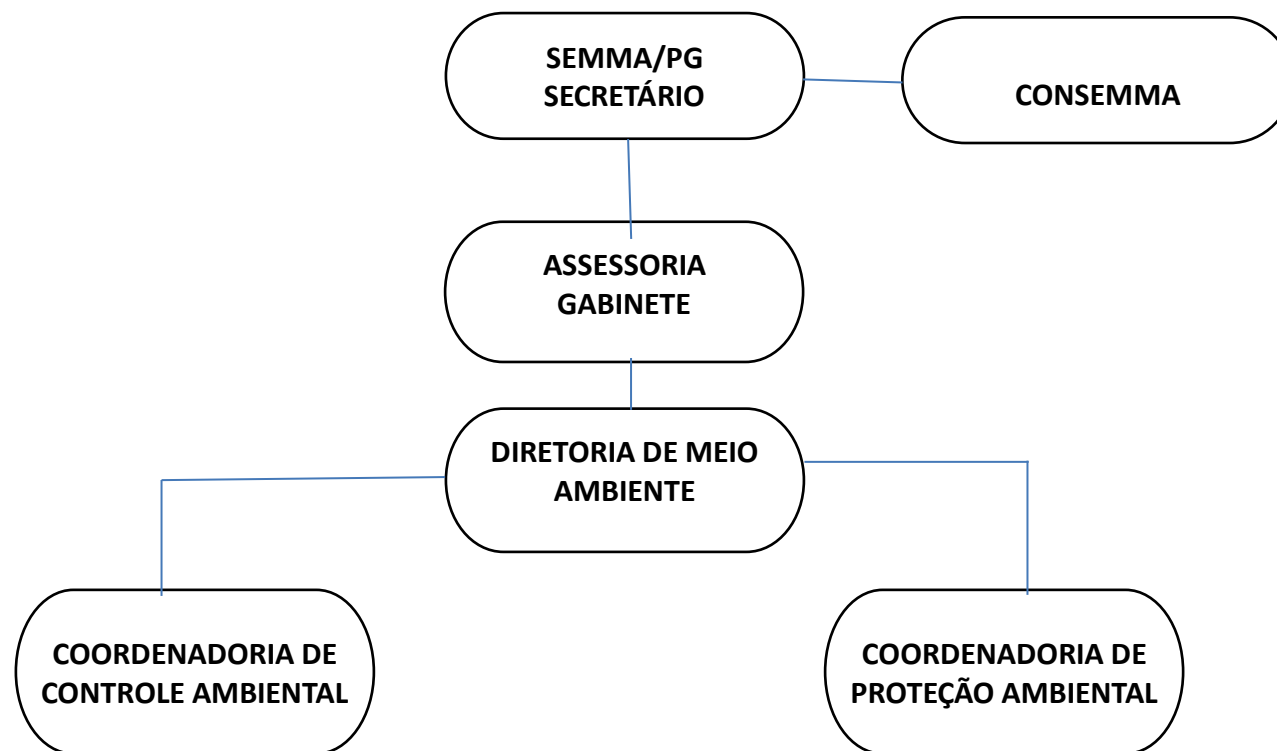 SEMMA/PG
SECRETÁRIO
CONSEMMA
ASSESSORIA
GABINETE
DIRETORIA DE MEIO
AMBIENTE
COORDENADORIA DE
CONTROLE AMBIENTAL
COORDENADORIA DE
PROTEÇÃO AMBIENTAL